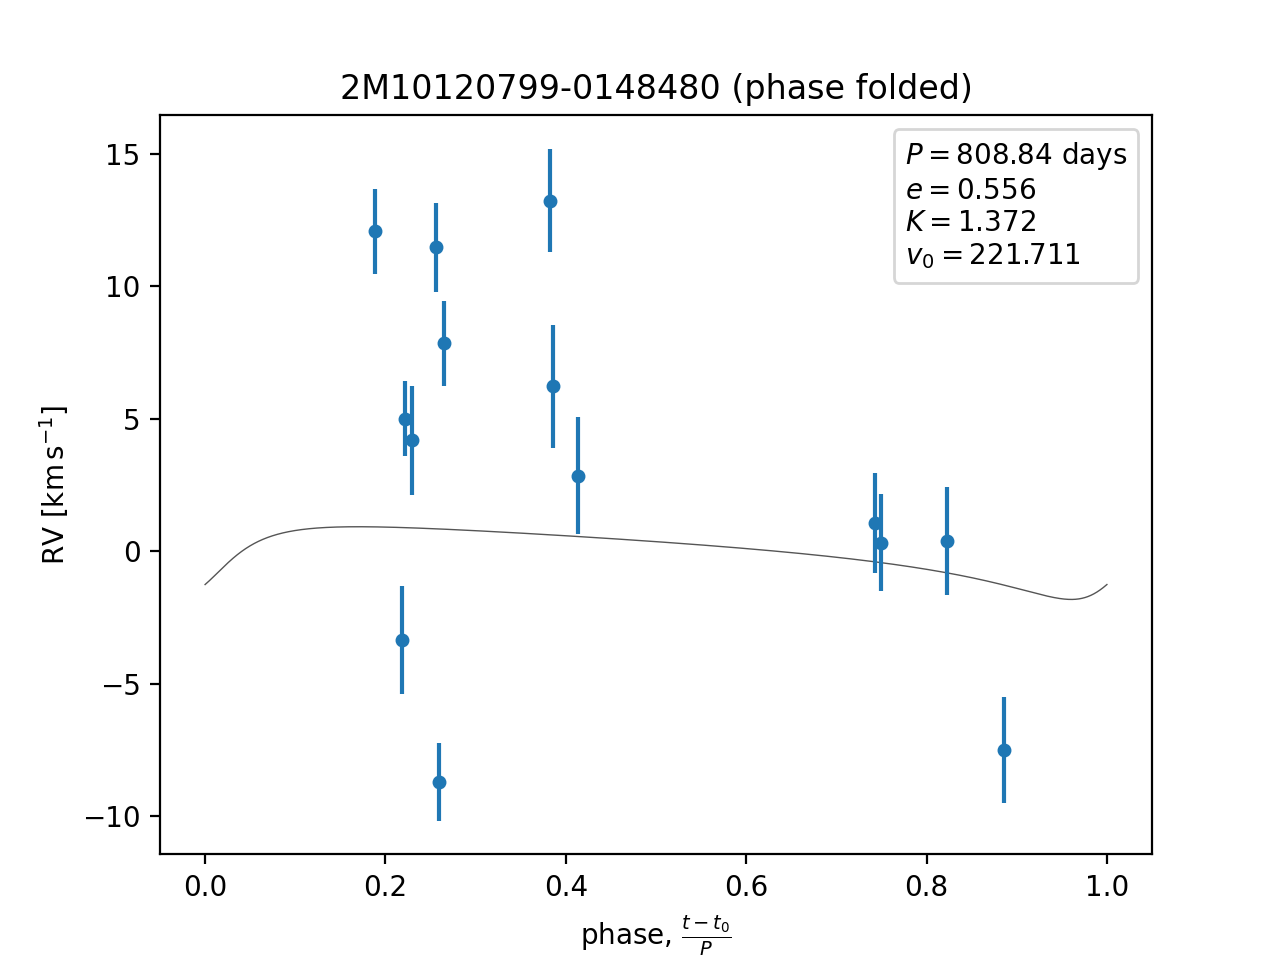 2M10120799-0148480 (phase folded)
P = 808.84 days
e = 0.556
K = 1.372
v₀ = 221.711
RV [km s⁻¹]
15
10
5
0
−5
−10
0.0 0.2 0.4 0.6 0.8 1.0
phase, (t − t₀)/P